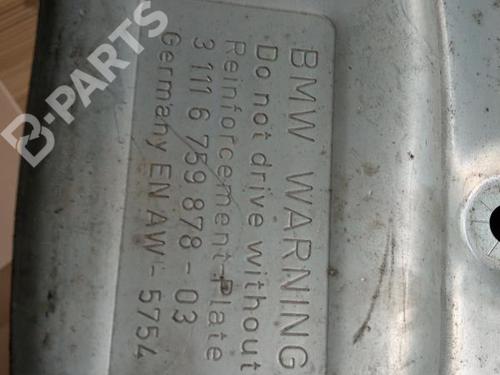 BMW WARNING
Do not drive without
Reinforcement-Plate
3 111 6 759 878 - 03
Germany EN AW - 5754
B-PARTS